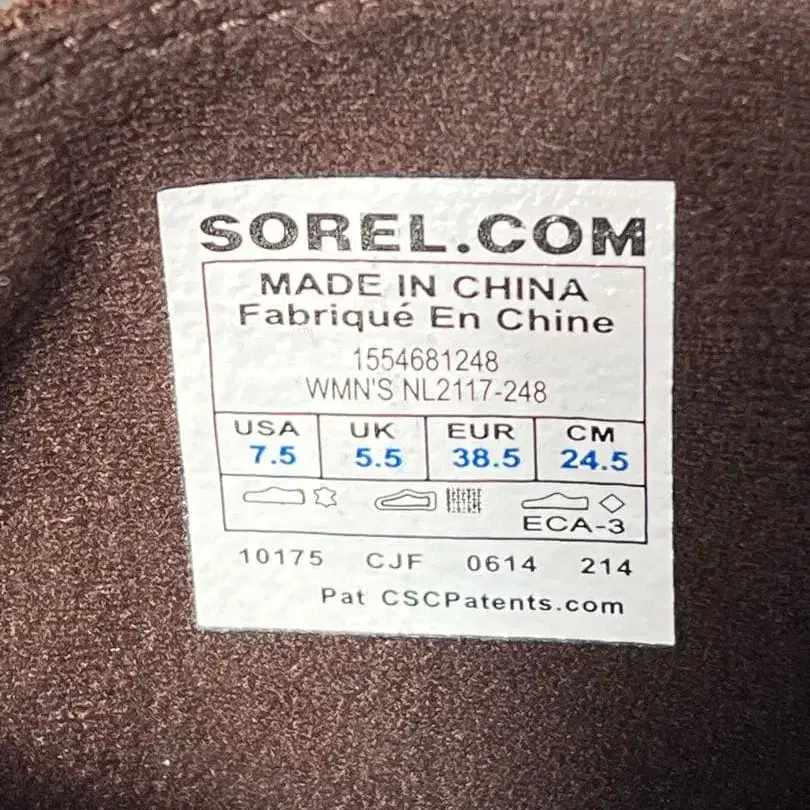 SOREL.COM
MADE IN CHINA
Fabriqué En Chine
1554681248
WMN'S NL2117-248
USA UK EUR CM
7.5 5.5 38.5 24.5
ECA-3
10175 CJF 0614 214
Pat CSCPatents.com